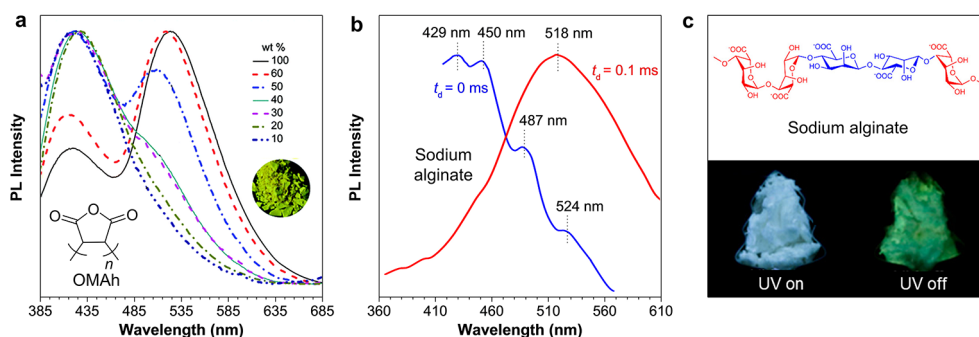 a
wt %
100
60
50
40
30
20
10
O
O
O
n
OMAh
PL Intensity
385 435 485 535 585 635 685
Wavelength (nm)
b
429 nm 450 nm 518 nm
td = 0 ms
td = 0.1 ms
487 nm
Sodium
alginate
524 nm
PL Intensity
360 410 460 510 560 610
Wavelength (nm)
c
Sodium alginate
UV on UV off